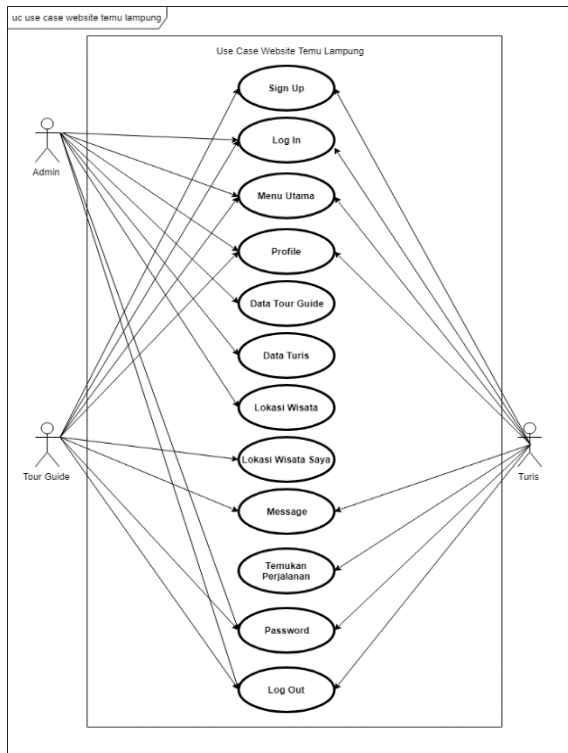 uc use case website temu lampung
Use Case Website Temu Lampung
Sign Up
Log In
Admin
Menu Utama
Profile
Data Tour Guide
Data Turis
Lokasi Wisata
Lokasi Wisata Saya
Tour Guide
Turis
Message
Temukan
Perjalanan
Password
Log Out